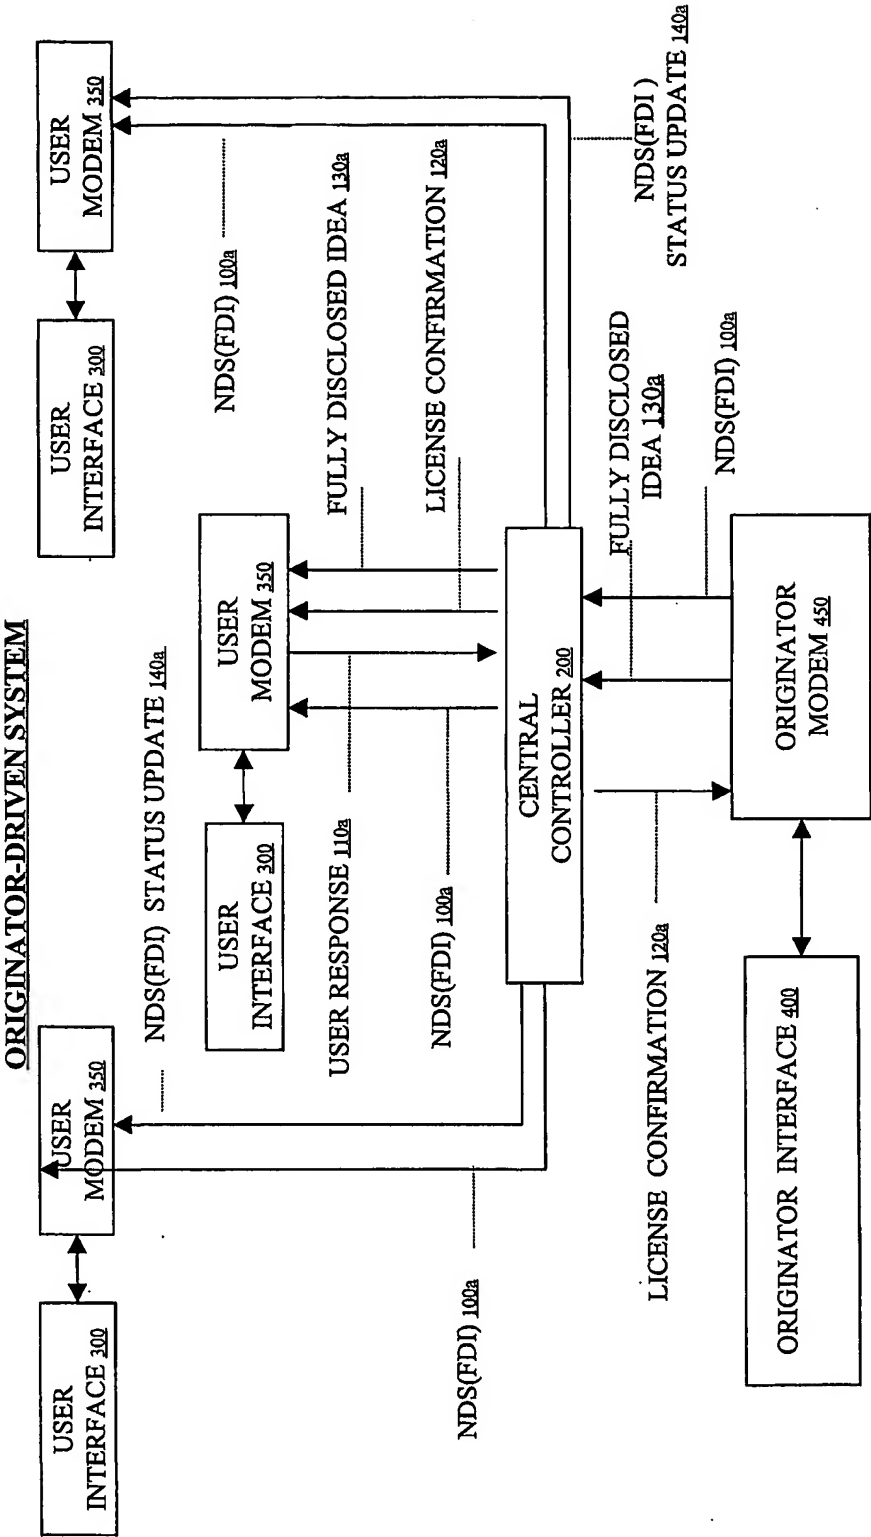 ORIGINATOR-DRIVEN SYSTEM
USER
INTERFACE 300
USER
MODEM 350
NDS(FDI) STATUS UPDATE 140a
NDS(FDI) 100a
USER
INTERFACE 300
USER
MODEM 350
USER RESPONSE 110a
NDS(FDI) 100a
FULLY DISCLOSED IDEA 130a
LICENSE CONFIRMATION 120a
USER
INTERFACE 300
USER
MODEM 350
NDS(FDI) 100a
NDS(FDI )
STATUS UPDATE 140a
CENTRAL
CONTROLLER 200
LICENSE CONFIRMATION 120a
FULLY DISCLOSED
IDEA 130a
NDS(FDI) 100a
ORIGINATOR INTERFACE 400
ORIGINATOR
MODEM 450